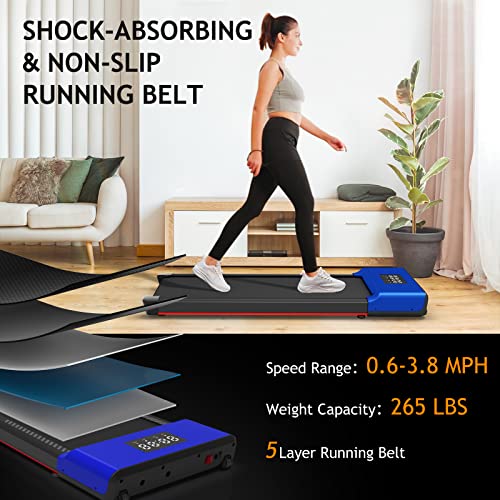 SHOCK-ABSORBING
& NON-SLIP
RUNNING BELT
Speed Range: 0.6-3.8 MPH
Weight Capacity: 265 LBS
5 Layer Running Belt